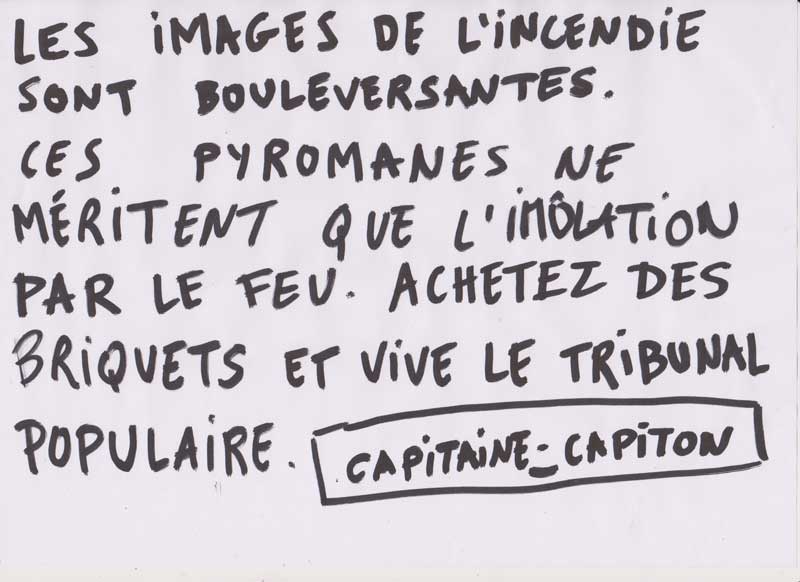 LES IMAGES DE L'INCENDIE
SONT BOULEVERSANTES.
CES PYROMANES NE
MÉRITENT QUE L'IMÔLATION
PAR LE FEU. ACHETEZ DES
BRIQUETS ET VIVE LE TRIBUNAL
POPULAIRE. CAPITAINE_CAPITON